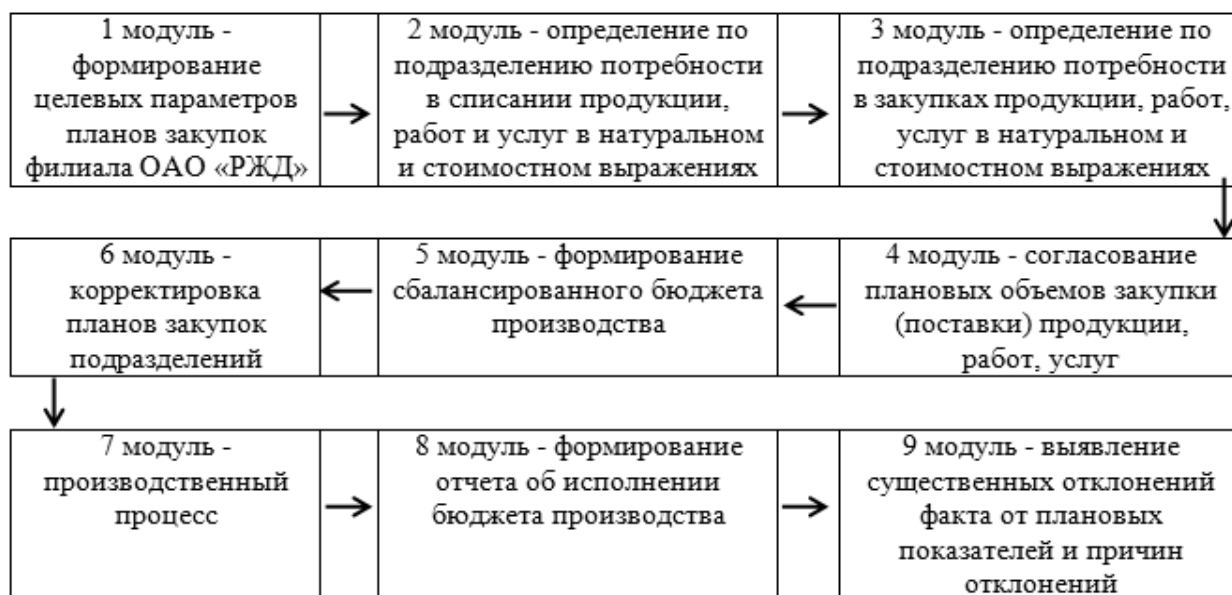 1 модуль -
формирование
целевых параметров
планов закупок
филиала ОАО «РЖД»
2 модуль - определение по
подразделению потребности
в списании продукции,
работ и услуг в натуральном
и стоимостном выражениях
3 модуль - определение по
подразделению потребности
в закупках продукции, работ,
услуг в натуральном и
стоимостном выражениях
6 модуль -
корректировка
планов закупок
подразделений
5 модуль - формирование
сбалансированного бюджета
производства
4 модуль - согласование
плановых объемов закупки
(поставки) продукции,
работ, услуг
7 модуль -
производственный
процесс
8 модуль - формирование
отчета об исполнении
бюджета производства
9 модуль - выявление
существенных отклонений
факта от плановых
показателей и причин
отклонений